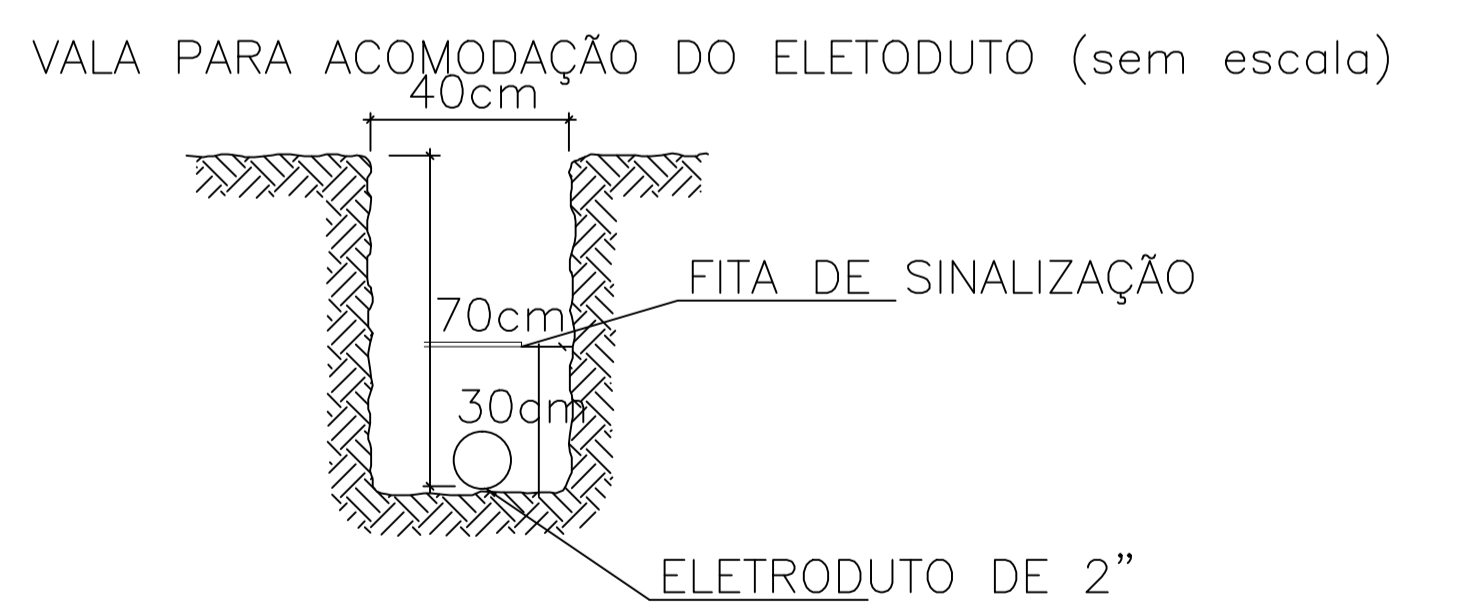 VALA PARA ACOMODAÇÃO DO ELETODUTO (sem escala)
40cm
FITA DE SINALIZAÇÃO
70cm
30cm
ELETRODUTO DE 2”